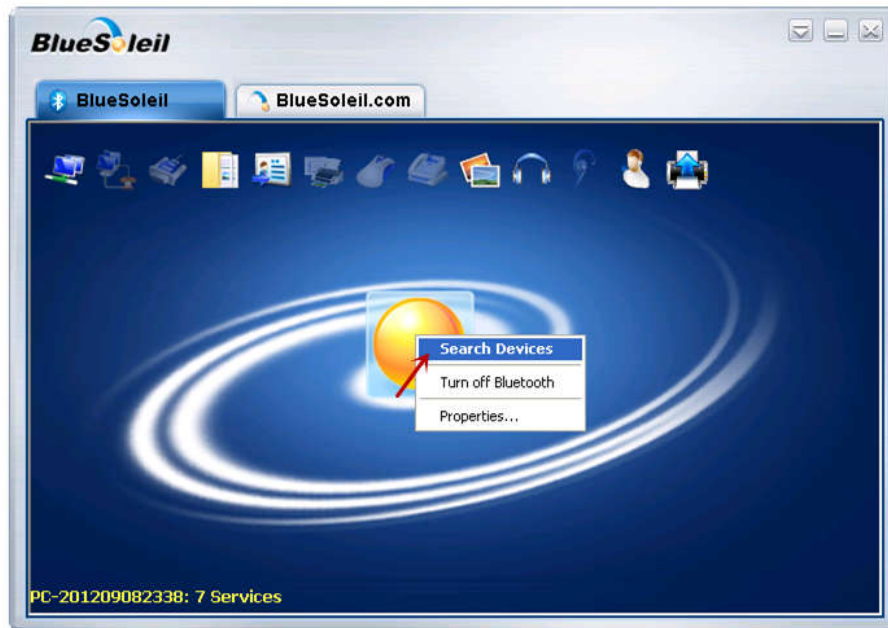 BlueSoleil
BlueSoleil
BlueSoleil.com
Search Devices
Turn off Bluetooth
Properties...
PC-201209082338: 7 Services